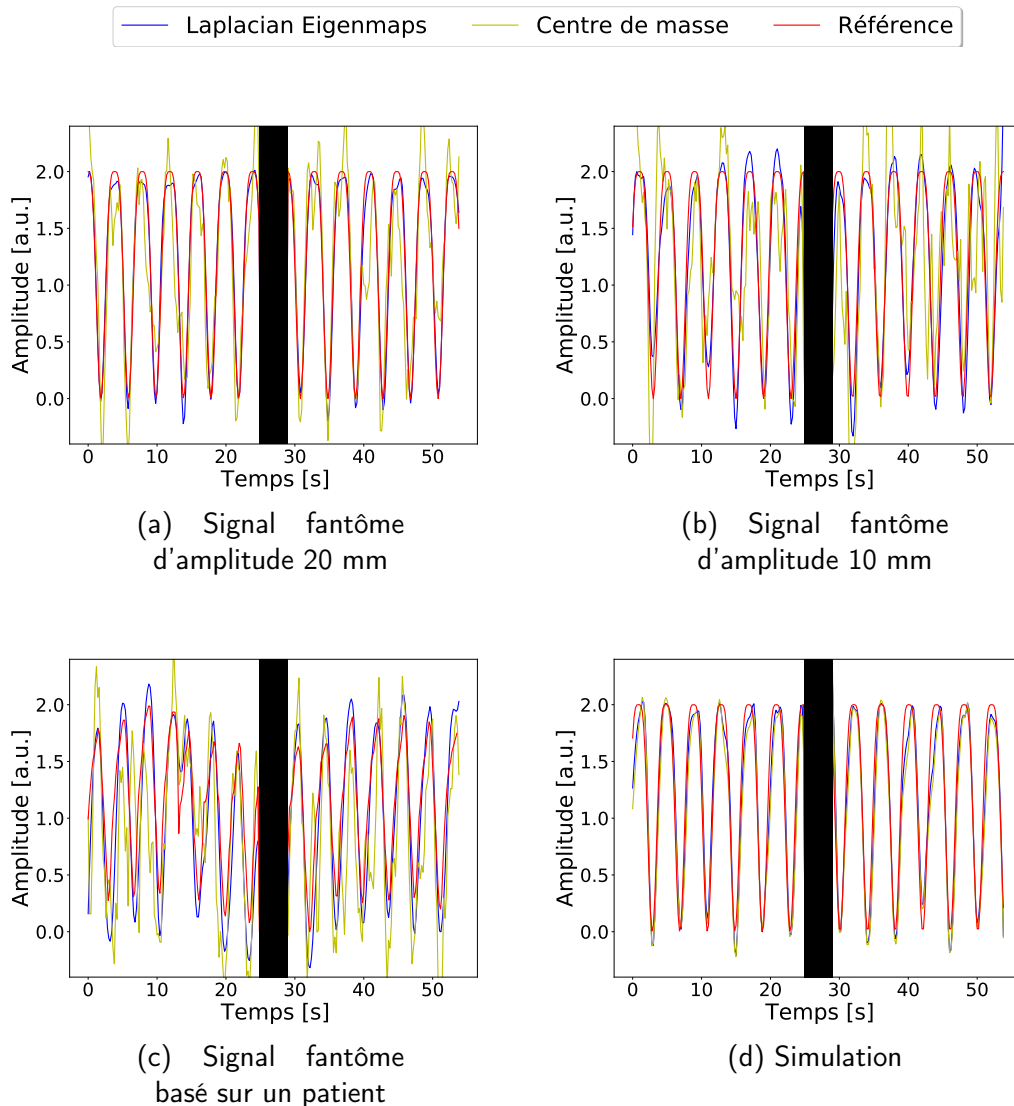 Laplacian Eigenmaps Centre de masse Référence
Amplitude [a.u.]
2.0
1.5
1.0
0.5
0.0
0 10 20 30 40 50
Temps [s]
(a) Signal fantôme
d'amplitude 20 mm
Amplitude [a.u.]
2.0
1.5
1.0
0.5
0.0
0 10 20 30 40 50
Temps [s]
(b) Signal fantôme
d'amplitude 10 mm
Amplitude [a.u.]
2.0
1.5
1.0
0.5
0.0
0 10 20 30 40 50
Temps [s]
(c) Signal fantôme
basé sur un patient
Amplitude [a.u.]
2.0
1.5
1.0
0.5
0.0
0 10 20 30 40 50
Temps [s]
(d) Simulation